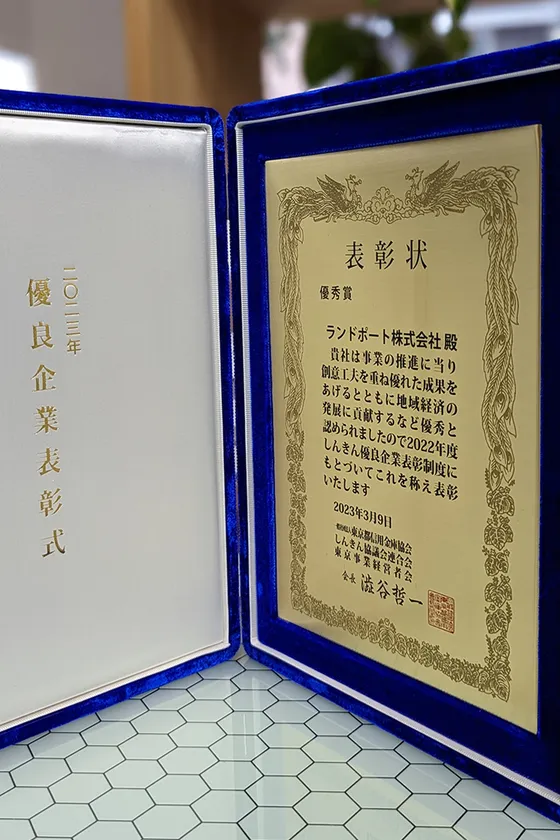 二〇二三年
優良企業表彰式
表彰状
優秀賞
ランドポート株式会社 殿
貴社は事業の推進に当り
創意工夫を重ね優れた成果を
あげるとともに地域経済の
発展に貢献するなど優秀と
認められましたので2022年度
しんきん優良企業表彰制度に
もとづいてこれを称え表彰
いたします
2023年3月9日
一般社団法人東京都信用金庫協会
しんきん協議会連合会
東京事業経営者会
会長 澁谷哲一